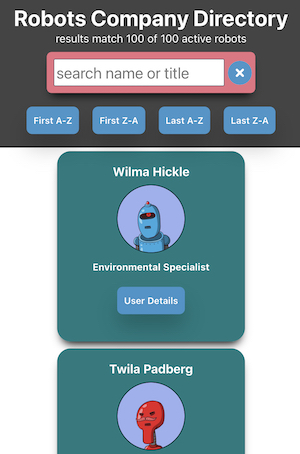 Robots Company Directory
results match 100 of 100 active robots
search name or title
First A-Z First Z-A Last A-Z Last Z-A
Wilma Hickle
Environmental Specialist
User Details
Twila Padberg